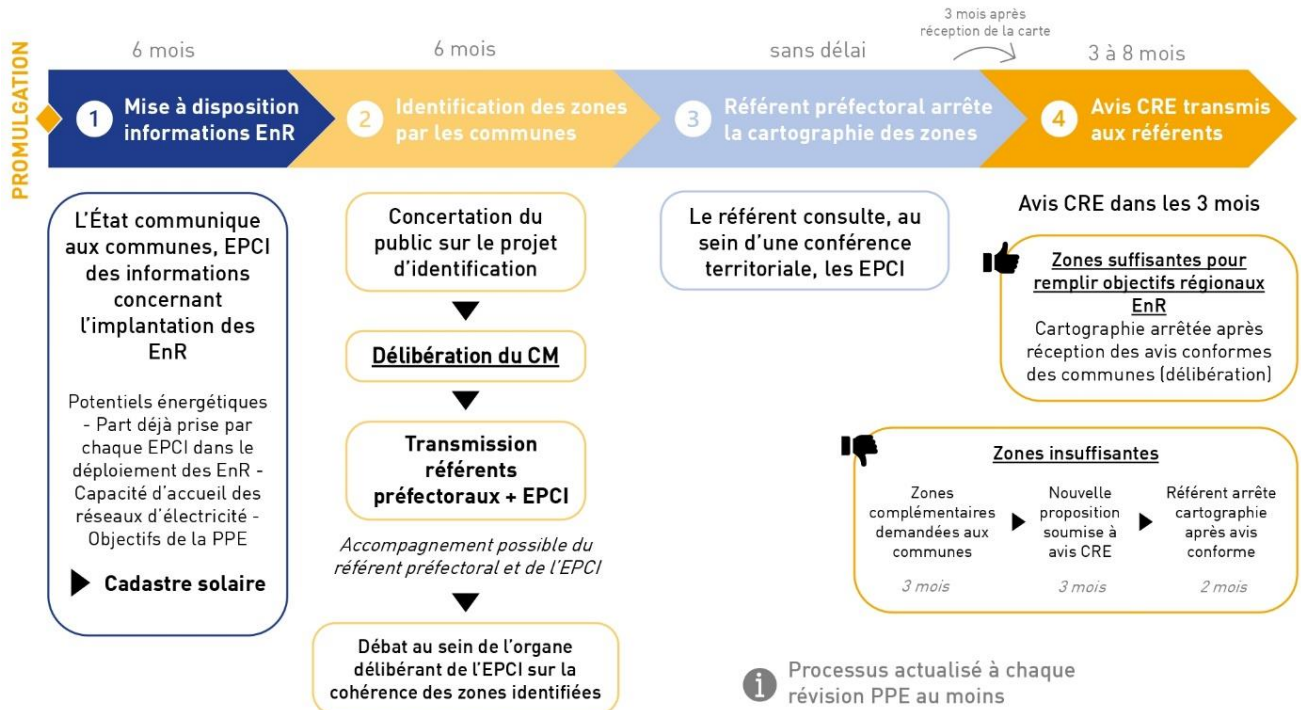 PROMULGATION
6 mois
1
Mise à disposition
informations EnR
L'État communique
aux communes, EPCI
des informations
concernant
l'implantation des
EnR
Potentiels énergétiques
- Part déjà prise par
chaque EPCI dans le
déploiement des EnR -
Capacité d'accueil des
réseaux d'électricité -
Objectifs de la PPE
Cadastre solaire
6 mois
2
Identification des zones
par les communes
Concertation du
public sur le projet
d'identification
Délibération du CM
Transmission
référents
préfectoraux + EPCI
Accompagnement possible du
référent préfectoral et de l'EPCI
Débat au sein de l'organe
délibérant de l'EPCI sur la
cohérence des zones identifiées
sans délai
3
Référent préfectoral arrête
la cartographie des zones
Le référent consulte, au
sein d'une conférence
territoriale, les EPCI
3 mois après
réception de la carte
3 à 8 mois
4
Avis CRE transmis
aux référents
Avis CRE dans les 3 mois
Zones suffisantes pour
remplir objectifs régionaux
EnR
Cartographie arrêtée après
réception des avis conformes
des communes (délibération)
Zones insuffisantes
Zones
complémentaires
demandées aux
communes
3 mois
Nouvelle
proposition
soumise à
avis CRE
3 mois
Référent arrête
cartographie
après avis
conforme
2 mois
i
Processus actualisé à chaque
révision PPE au moins